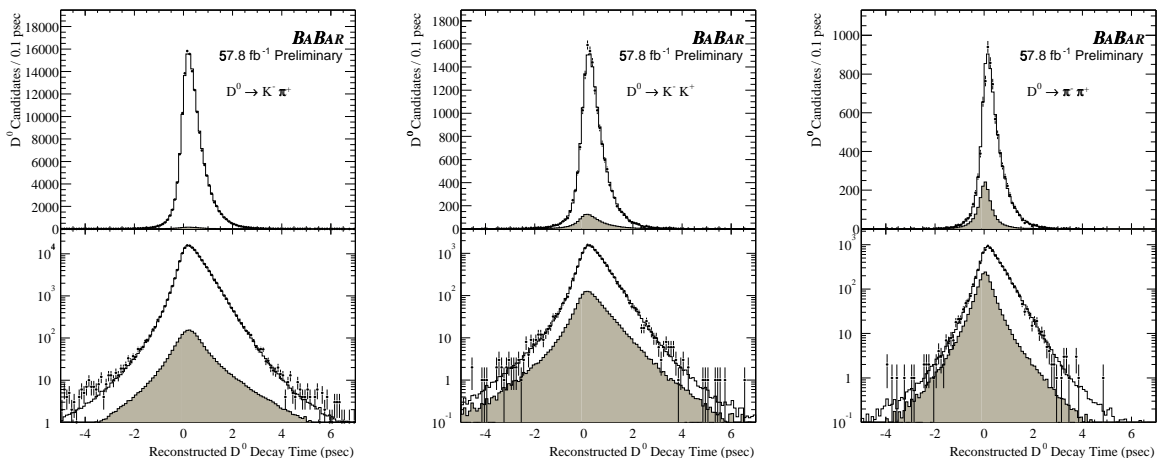 D⁰ Candidates / 0.1 psec
18000
16000
14000
12000
10000
8000
6000
4000
2000
0
BABAR
57.8 fb⁻¹ Preliminary
D⁰ → K⁻ π⁺
10⁴
10³
10²
10
1
-4 -2 0 2 4 6
Reconstructed D⁰ Decay Time (psec)
D⁰ Candidates / 0.1 psec
1800
1600
1400
1200
1000
800
600
400
200
0
BABAR
57.8 fb⁻¹ Preliminary
D⁰ → K⁻ K⁺
10³
10²
10
1
10⁻¹
-4 -2 0 2 4 6
Reconstructed D⁰ Decay Time (psec)
D⁰ Candidates / 0.1 psec
1000
800
600
400
200
0
BABAR
57.8 fb⁻¹ Preliminary
D⁰ → π⁻ π⁺
10³
10²
10
1
10⁻¹
-4 -2 0 2 4 6
Reconstructed D⁰ Decay Time (psec)